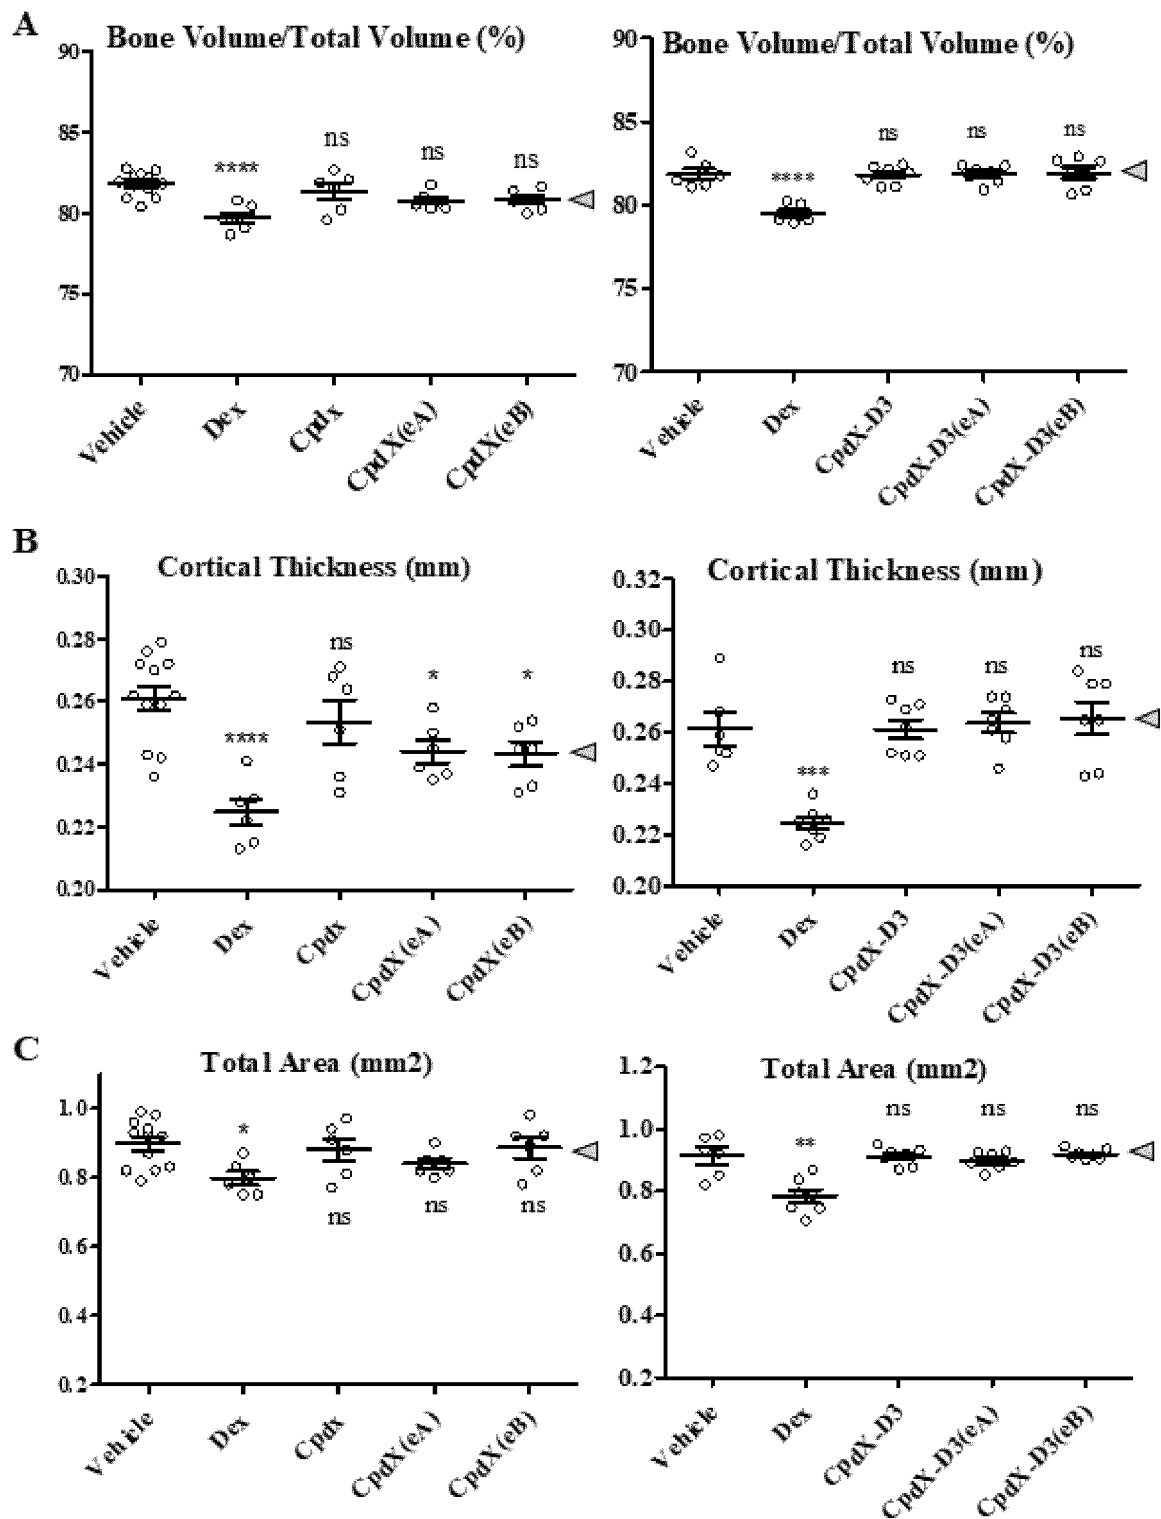 A
Bone Volume/Total Volume (%)
90
85
80
75
70
****
ns
ns
ns
Vehicle
Dex
Cpdx
CpdX(eA)
CpdX(eB)
Bone Volume/Total Volume (%)
90
85
80
75
70
****
ns
ns
ns
Vehicle
Dex
CpdX-D3
CpdX-D3(eA)
CpdX-D3(eB)
B
Cortical Thickness (mm)
0.30
0.28
0.26
0.24
0.22
0.20
****
ns
*
*
Vehicle
Dex
Cpdx
CpdX(eA)
CpdX(eB)
Cortical Thickness (mm)
0.32
0.30
0.28
0.26
0.24
0.22
0.20
***
ns
ns
ns
Vehicle
Dex
CpdX-D3
CpdX-D3(eA)
CpdX-D3(eB)
C
Total Area (mm2)
1.0
0.8
0.6
0.4
0.2
*
ns
ns
ns
Vehicle
Dex
Cpdx
CpdX(eA)
CpdX(eB)
Total Area (mm2)
1.2
1.0
0.8
0.6
0.4
0.2
**
ns
ns
ns
Vehicle
Dex
CpdX-D3
CpdX-D3(eA)
CpdX-D3(eB)